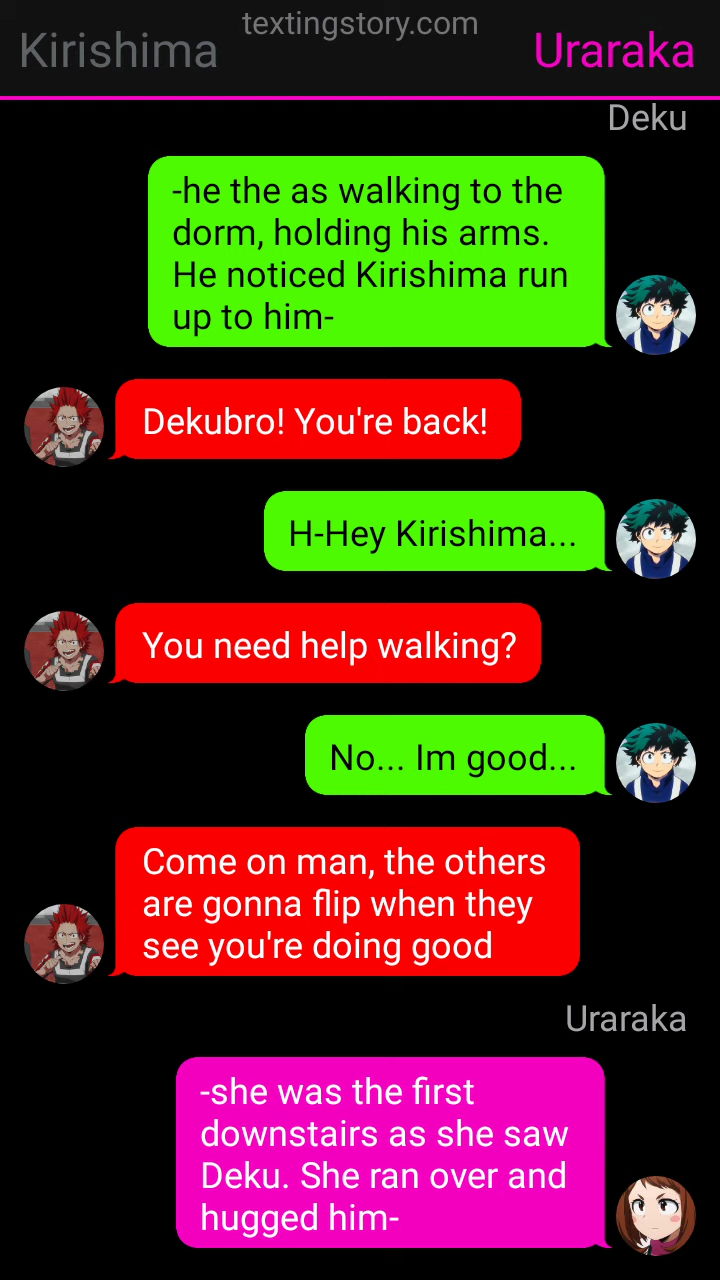 textingstory.com
Kirishima
Uraraka
Deku
-he the as walking to the
dorm, holding his arms.
He noticed Kirishima run
up to him-
Dekubro! You're back!
H-Hey Kirishima...
You need help walking?
No... Im good...
Come on man, the others
are gonna flip when they
see you're doing good
Uraraka
-she was the first
downstairs as she saw
Deku. She ran over and
hugged him-